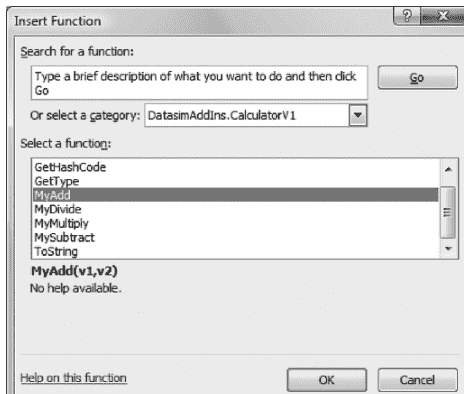 Insert Function
Search for a function:
Type a brief description of what you want to do and then click
Go
Go
Or select a category: DatasimAddIns.CalculatorV1
Select a function:
GetHashCode
GetType
MyAdd
MyDivide
MyMultiply
MySubtract
ToString
MyAdd(v1,v2)
No help available.
Help on this function
OK
Cancel